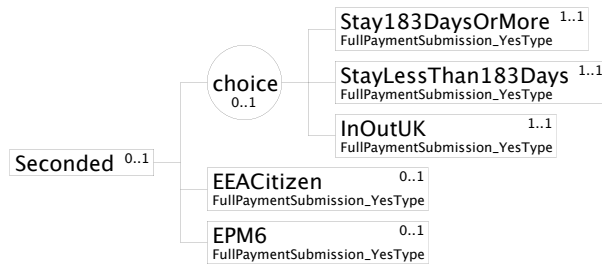 Stay183DaysOrMore 1..1
FullPaymentSubmission_YesType
choice
0..1
StayLessThan183Days 1..1
FullPaymentSubmission_YesType
InOutUK 1..1
FullPaymentSubmission_YesType
Seconded 0..1
EEACitizen 0..1
FullPaymentSubmission_YesType
EPM6 0..1
FullPaymentSubmission_YesType